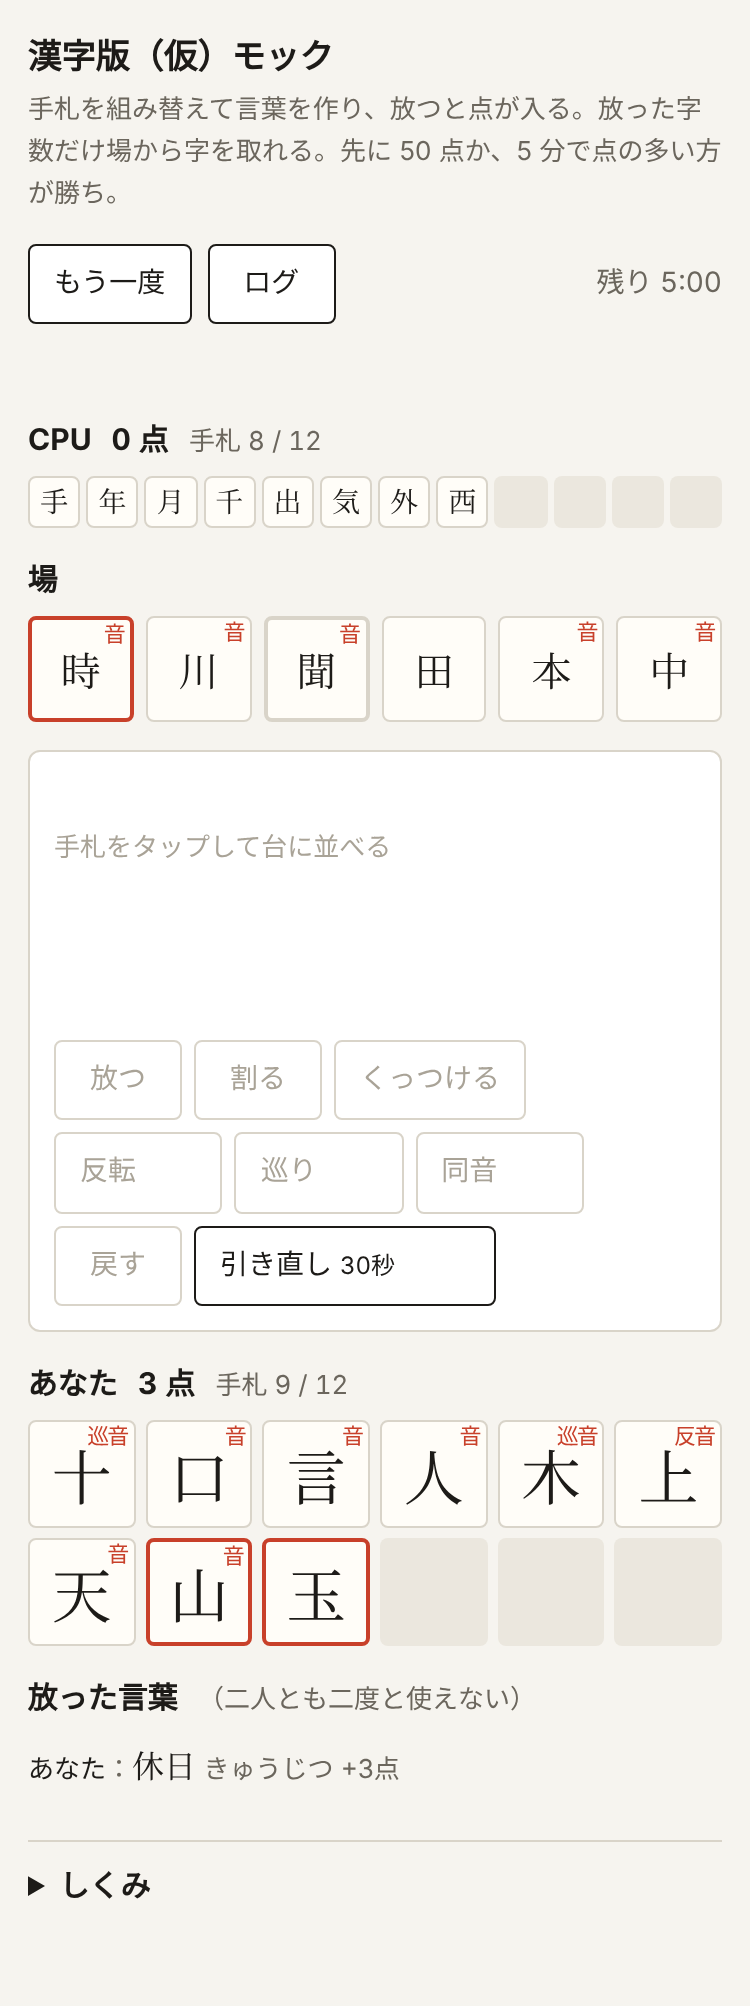 漢字版（仮）モック
手札を組み替えて言葉を作り、放つと点が入る。放った字
数だけ場から字を取れる。先に 50 点か、5 分で点の多い方
が勝ち。
もう一度 ログ 残り 5:00
CPU 0 点 手札 8 / 12
手 年 月 千 出 気 外 西
場
音 音 音 音 音
時 川 聞 田 本 中
手札をタップして台に並べる
放つ 割る くっつける
反転 巡り 同音
戻す 引き直し 30秒
あなた 3 点 手札 9 / 12
巡音 音 音 音 巡音 反音
十 口 言 人 木 上
音 音
天 山 玉
放った言葉 （二人とも二度と使えない）
あなた：休日 きゅうじつ +3点
▶ しくみ